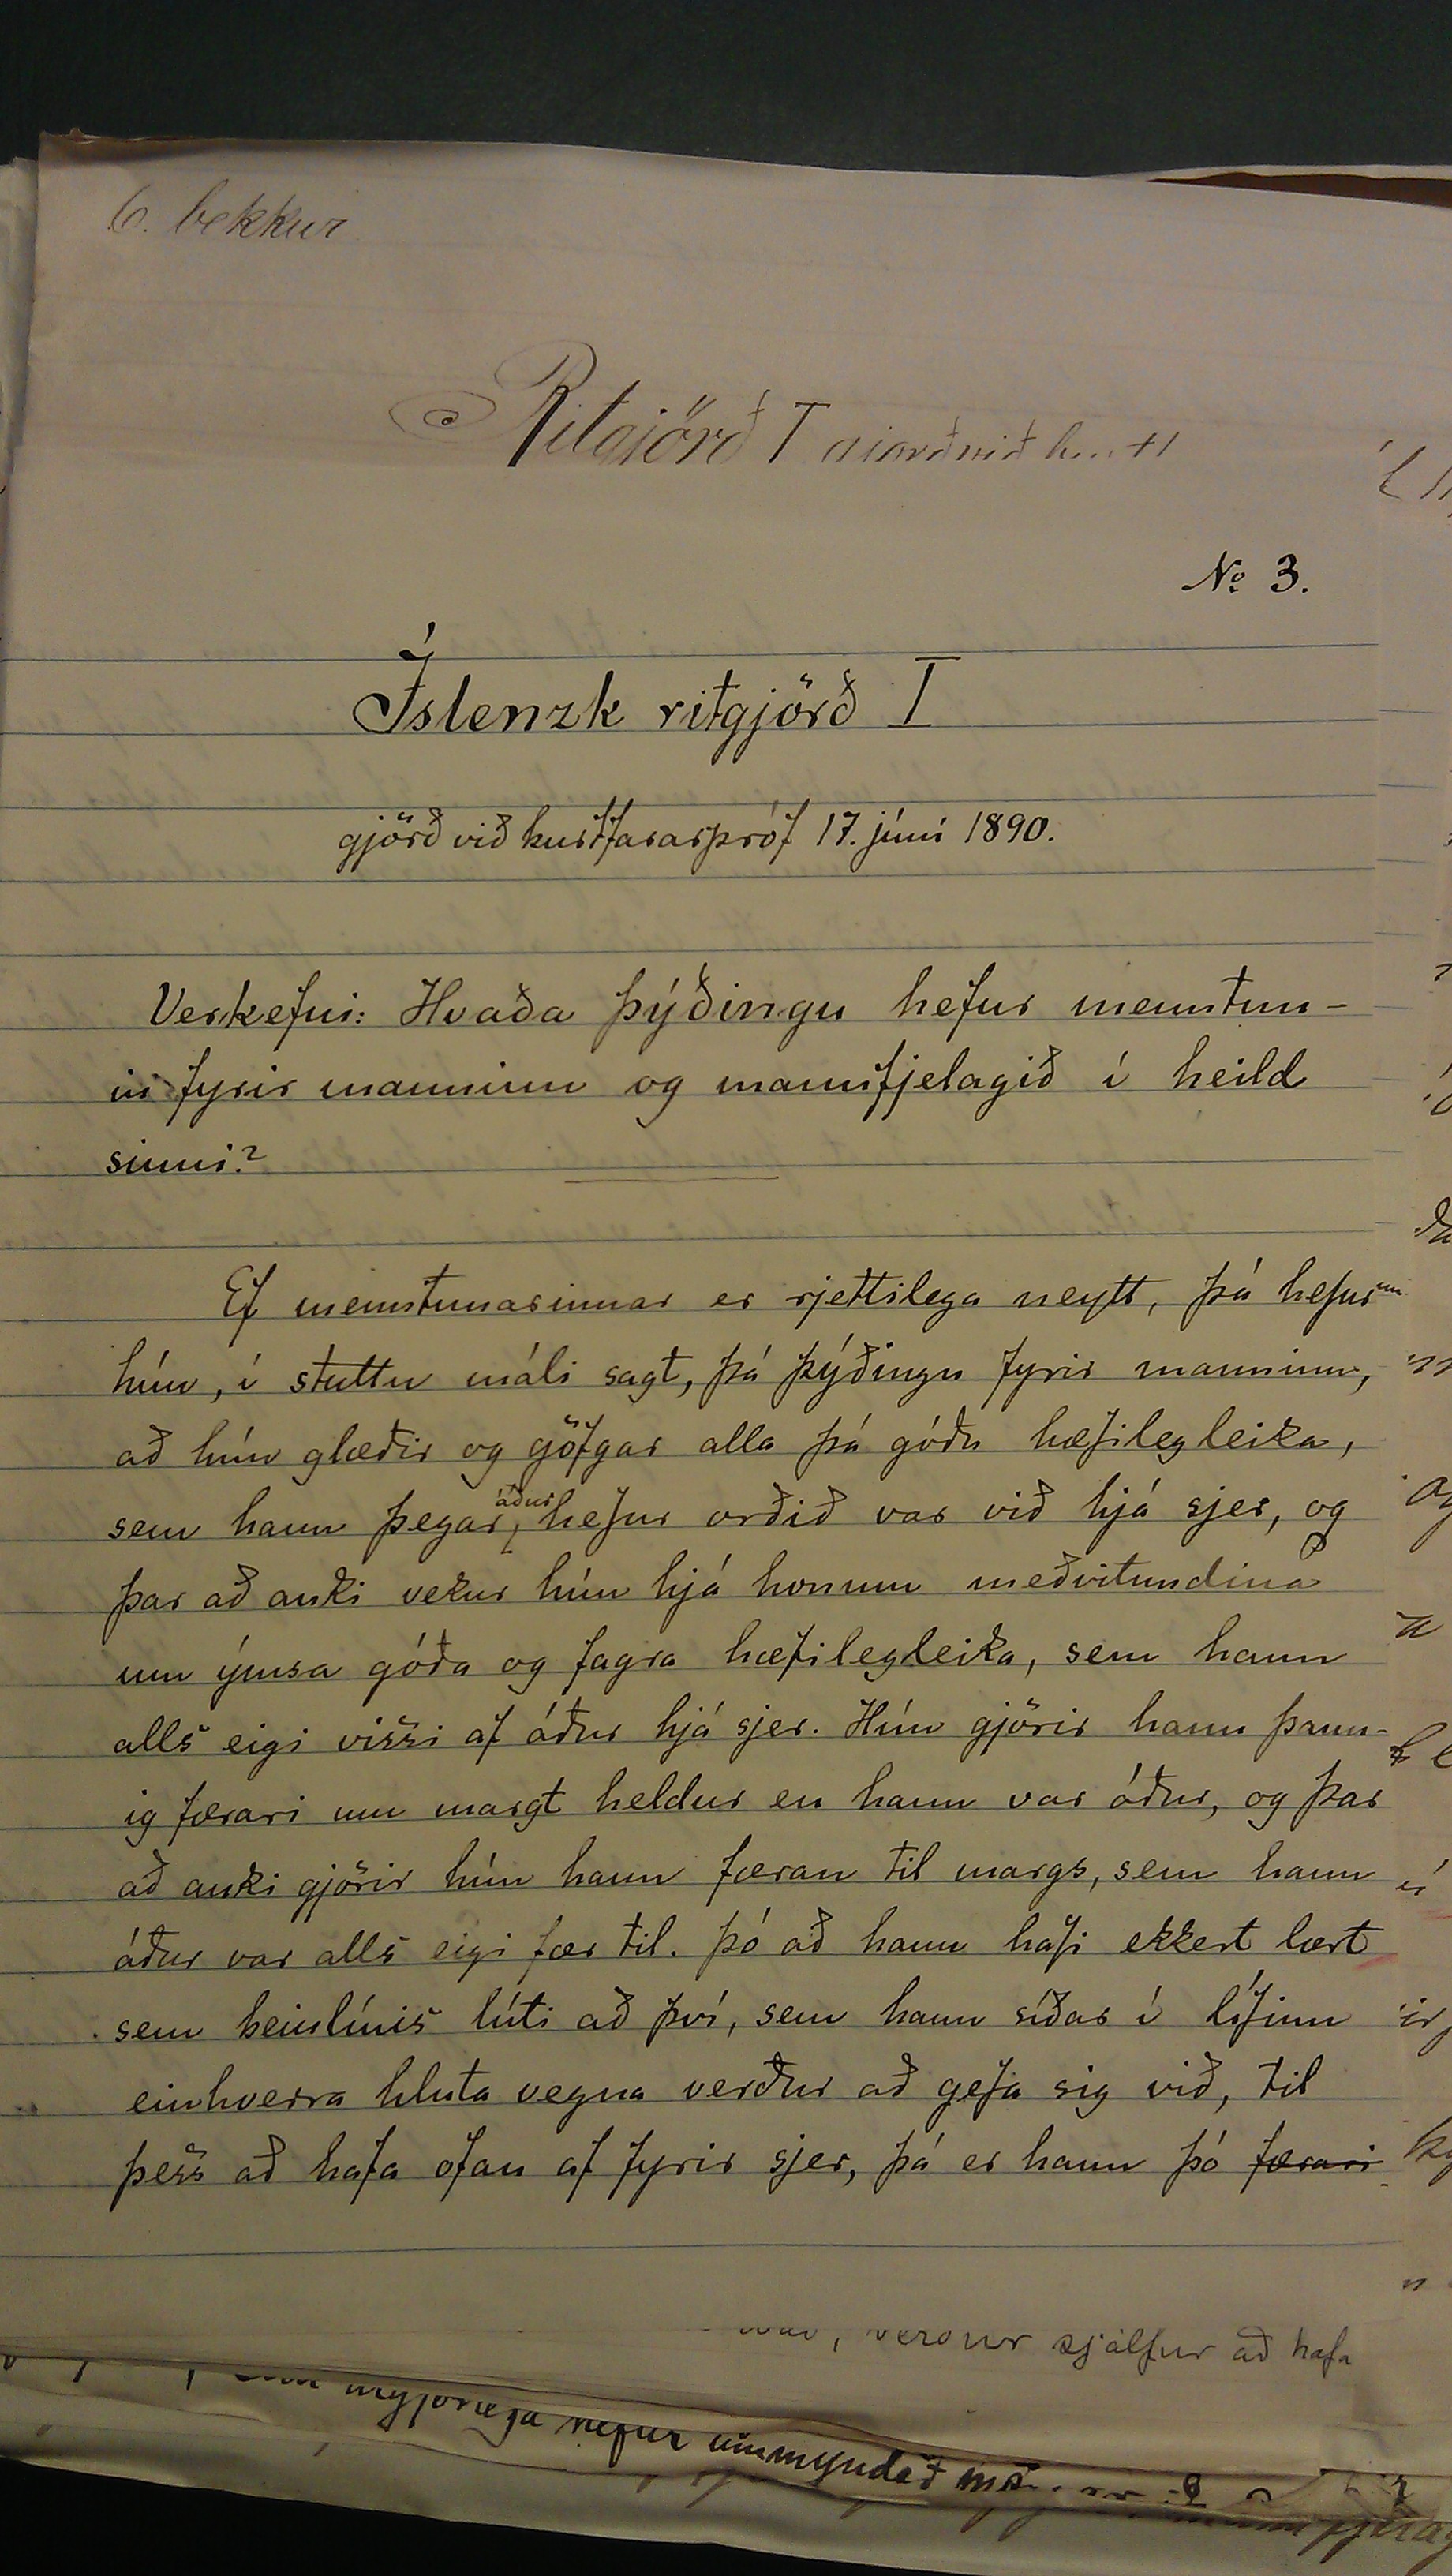 6. bekkur
Ritgjörð I
№ 3.
Íslenzk ritgjörð I
gjörð við burtfararpróf 17. júní 1890.
Verkefni: Hvaða þýðingu hefur menntun-
in fyrir manninn og mannfjelagið í heild
sinni?
Ef menntunarinnar er rjettilega neytt, þá hefur
hún, í stuttu máli sagt, þá þýðingu fyrir manninn,
að hún glæðir og göfgar alla þá góðu hæfilegleika,
sem hann þegar áður hefur orðið var við hjá sjer, og
þar að auki vekur hún hjá honum meðvitundina
um ýmsa góða og fagra hæfilegleika, sem hann
alls eigi vissi af áður hjá sjer. Hún gjörir hann þann-
ig færari um margt heldur en hann var áður, og þar
að auki gjörir hún hann færan til margs, sem hann
áður var alls eigi fær til. Þó að hann hafi ekkert lært
sem beinlínis lúti að því, sem hann síðar í lífinu
einhverra hluta vegna verður að gefa sig við, til
þess að hafa ofan af fyrir sjer, þá er hann þó færari
verður sjálfur að hafa
hefur ummyndað